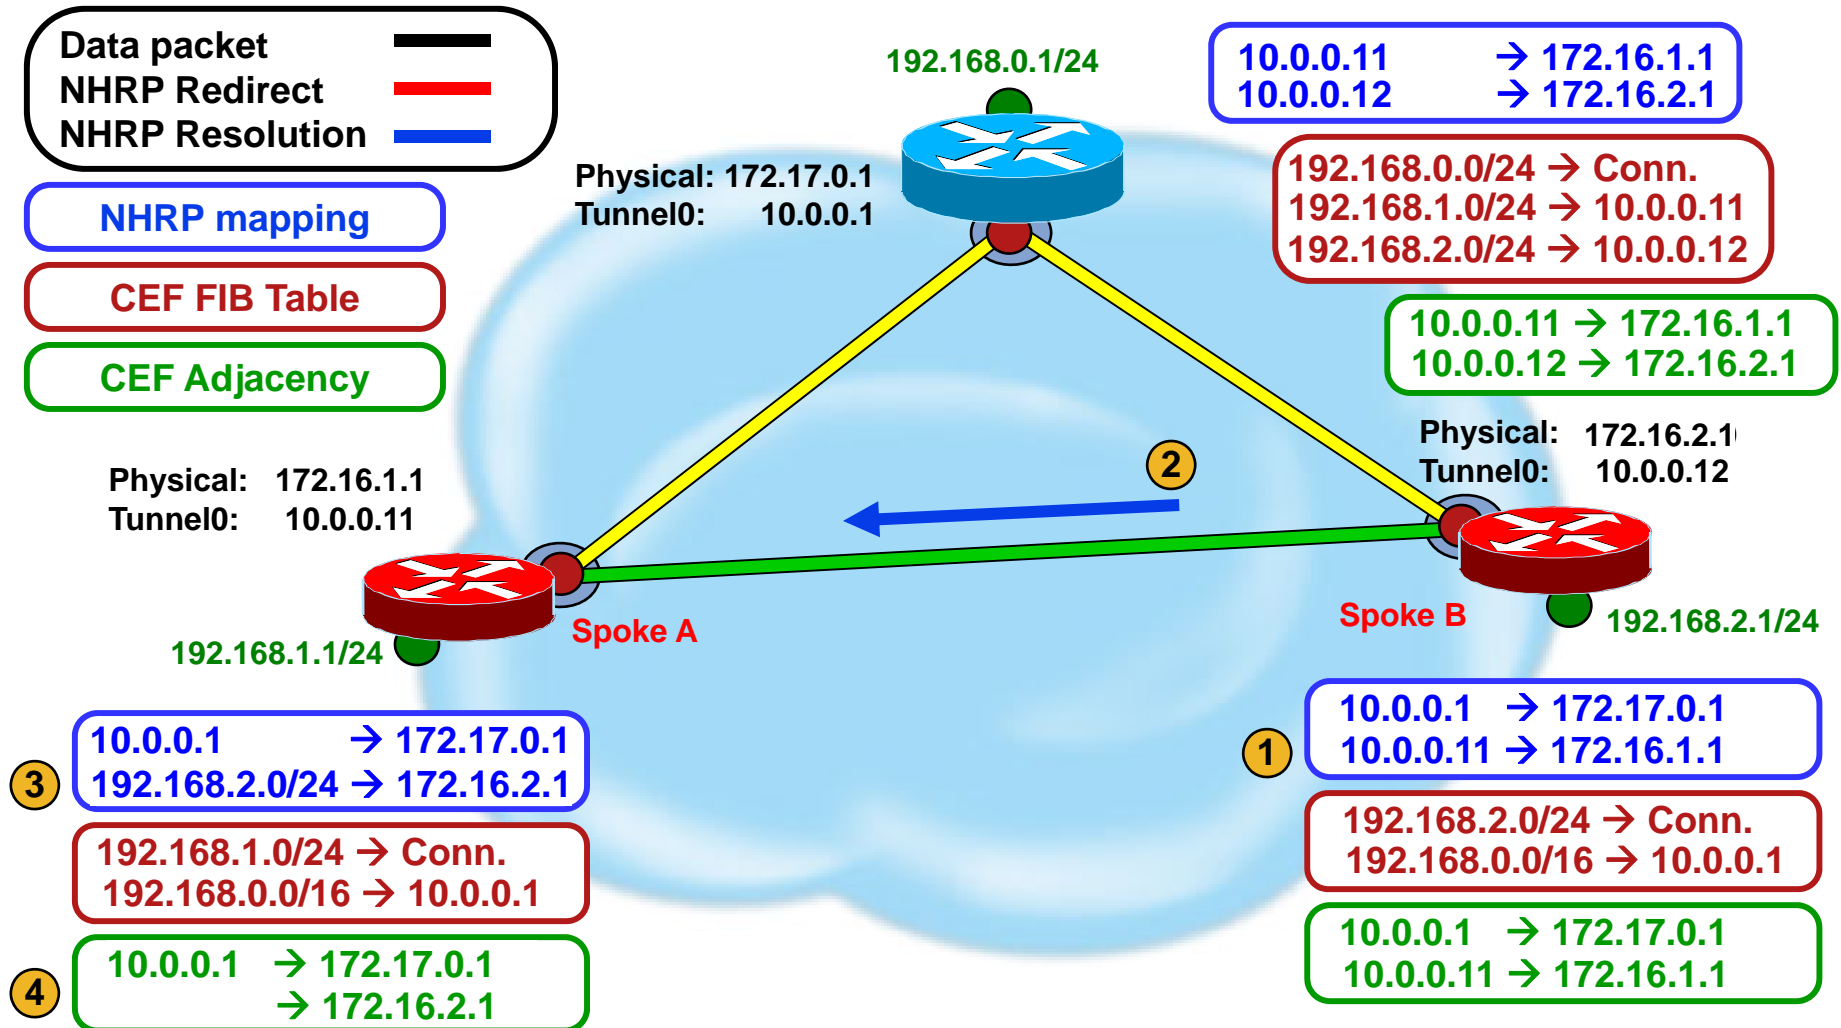 Data packet
NHRP Redirect
NHRP Resolution
NHRP mapping
CEF FIB Table
CEF Adjacency
192.168.0.1/24
Physical: 172.17.0.1
Tunnel0: 10.0.0.1
10.0.0.11 → 172.16.1.1
10.0.0.12 → 172.16.2.1
192.168.0.0/24 → Conn.
192.168.1.0/24 → 10.0.0.11
192.168.2.0/24 → 10.0.0.12
10.0.0.11 → 172.16.1.1
10.0.0.12 → 172.16.2.1
Physical: 172.16.2.1
Tunnel0: 10.0.0.12
2
Physical: 172.16.1.1
Tunnel0: 10.0.0.11
Spoke A
Spoke B
192.168.1.1/24
192.168.2.1/24
3
10.0.0.1 → 172.17.0.1
192.168.2.0/24 → 172.16.2.1
192.168.1.0/24 → Conn.
192.168.0.0/16 → 10.0.0.1
4
10.0.0.1 → 172.17.0.1
→ 172.16.2.1
1
10.0.0.1 → 172.17.0.1
10.0.0.11 → 172.16.1.1
192.168.2.0/24 → Conn.
192.168.0.0/16 → 10.0.0.1
10.0.0.1 → 172.17.0.1
10.0.0.11 → 172.16.1.1